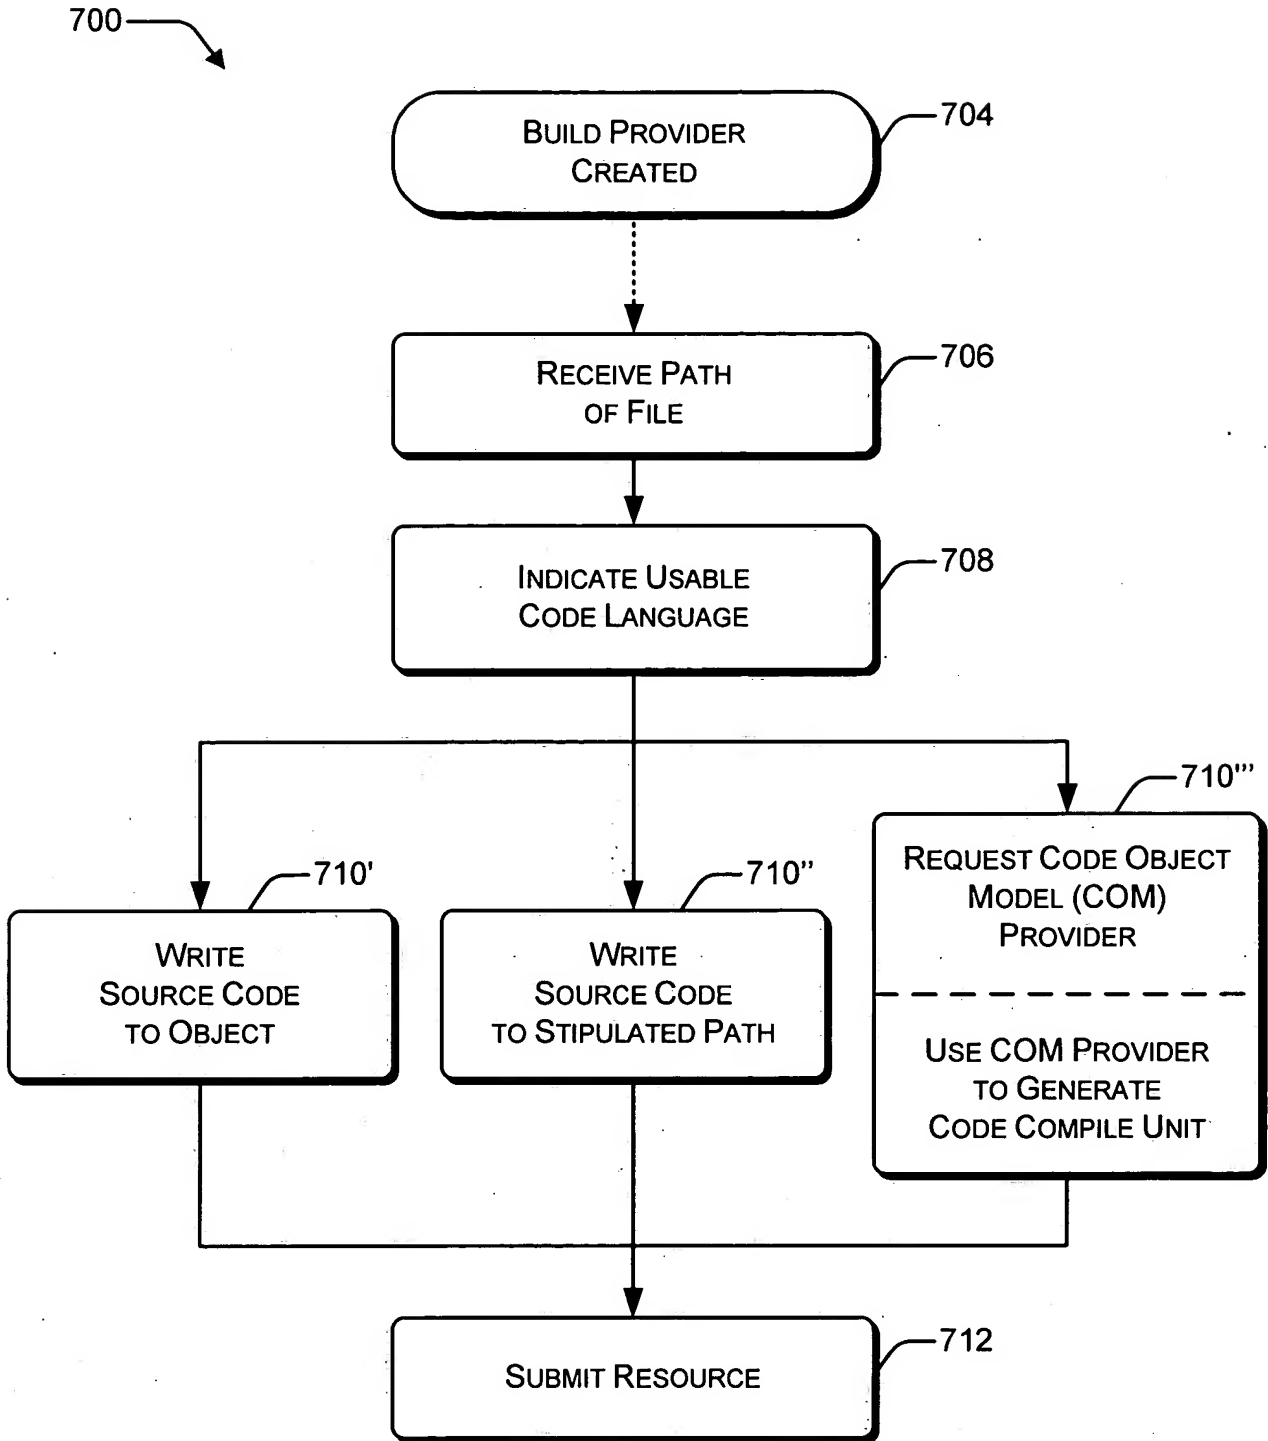 700
BUILD PROVIDER
CREATED
704
RECEIVE PATH
OF FILE
706
INDICATE USABLE
CODE LANGUAGE
708
710'
WRITE
SOURCE CODE
TO OBJECT
710''
WRITE
SOURCE CODE
TO STIPULATED PATH
710'''
REQUEST CODE OBJECT
MODEL (COM)
PROVIDER
USE COM PROVIDER
TO GENERATE
CODE COMPILE UNIT
SUBMIT RESOURCE
712